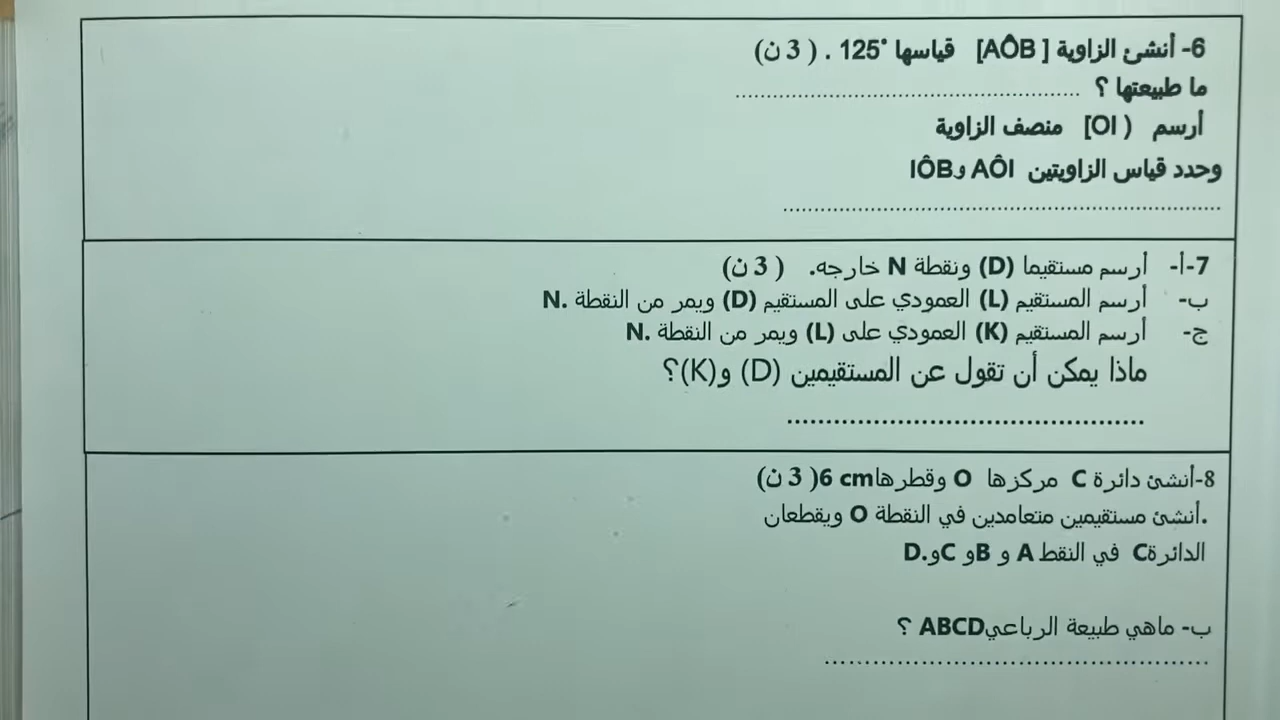 6- أنشئ الزاوية [AÔB] قياسها 125° . ( 3 ن)
ما طبيعتها ؟ ..................................................
أرسم [OI) منصف الزاوية
وحدد قياس الزاويتين AÔI وIÔB
..................................................................
7-أ- أرسم مستقيما (D) ونقطة N خارجه. ( 3 ن)
ب- أرسم المستقيم (L) العمودي على المستقيم (D) ويمر من النقطة N.
ج- أرسم المستقيم (K) العمودي على (L) ويمر من النقطة N.
ماذا يمكن أن تقول عن المستقيمين (D) و(K)؟
.............................................
8-أنشئ دائرة C مركزها O وقطرها6 cm( 3 ن)
.أنشئ مستقيمين متعامدين في النقطة O ويقطعان
الدائرةC في النقط A و Bو Cو.D
ب- ماهي طبيعة الرباعيABCD ؟
................................................